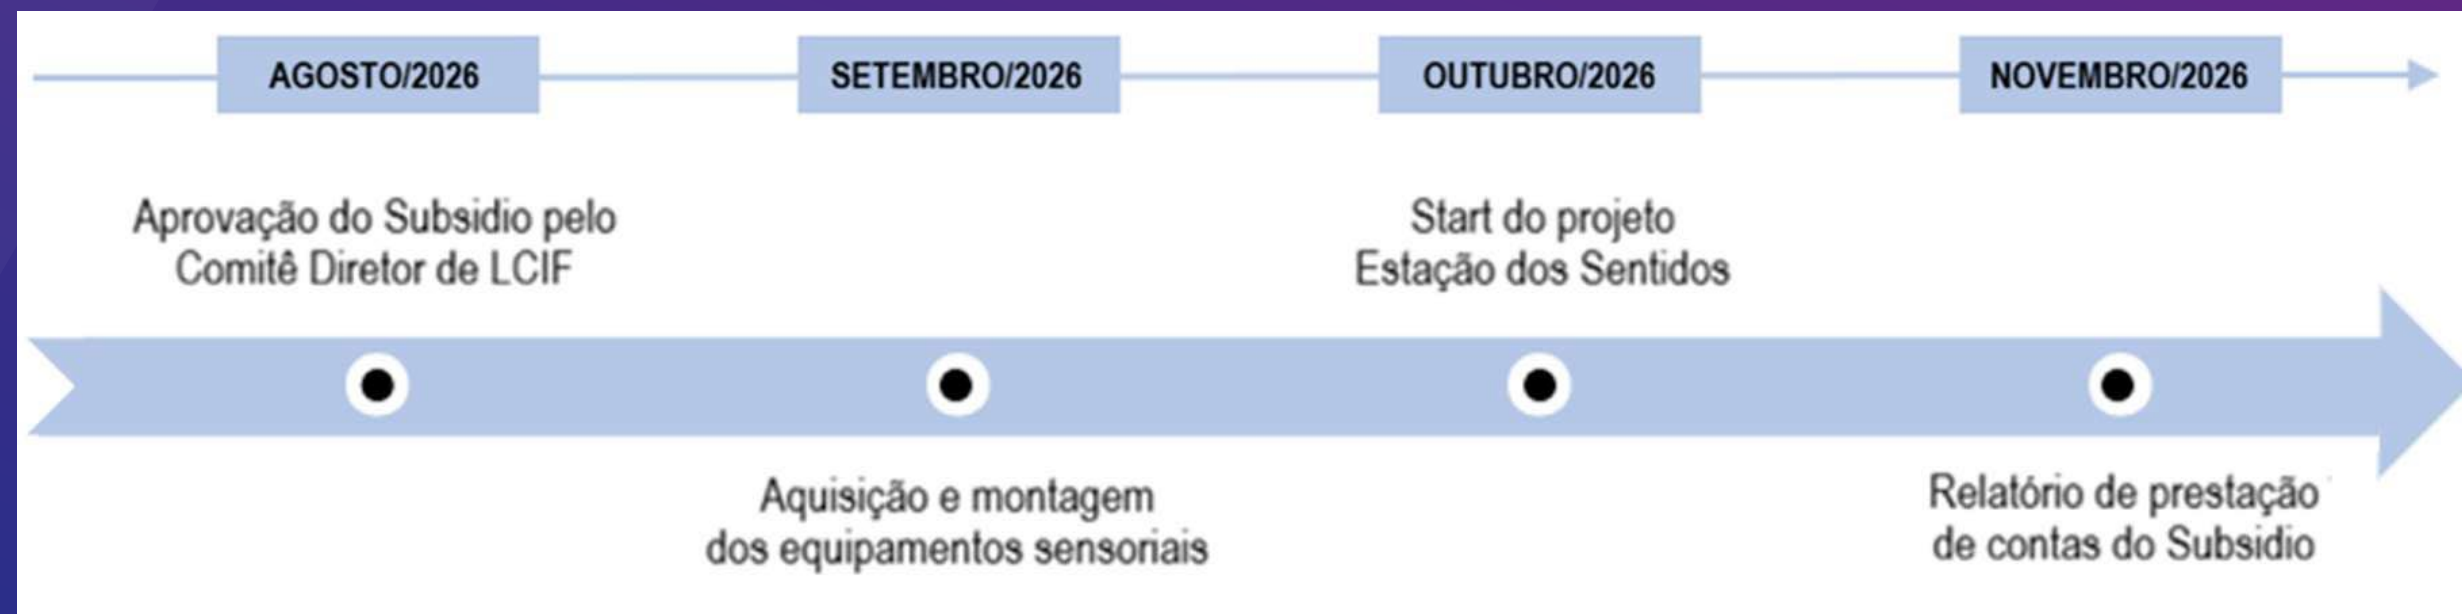 AGOSTO/2026
SETEMBRO/2026
OUTUBRO/2026
NOVEMBRO/2026
Aprovação do Subsidio pelo
Comitê Diretor de LCIF
Start do projeto
Estação dos Sentidos
Aquisição e montagem
dos equipamentos sensoriais
Relatório de prestação
de contas do Subsidio